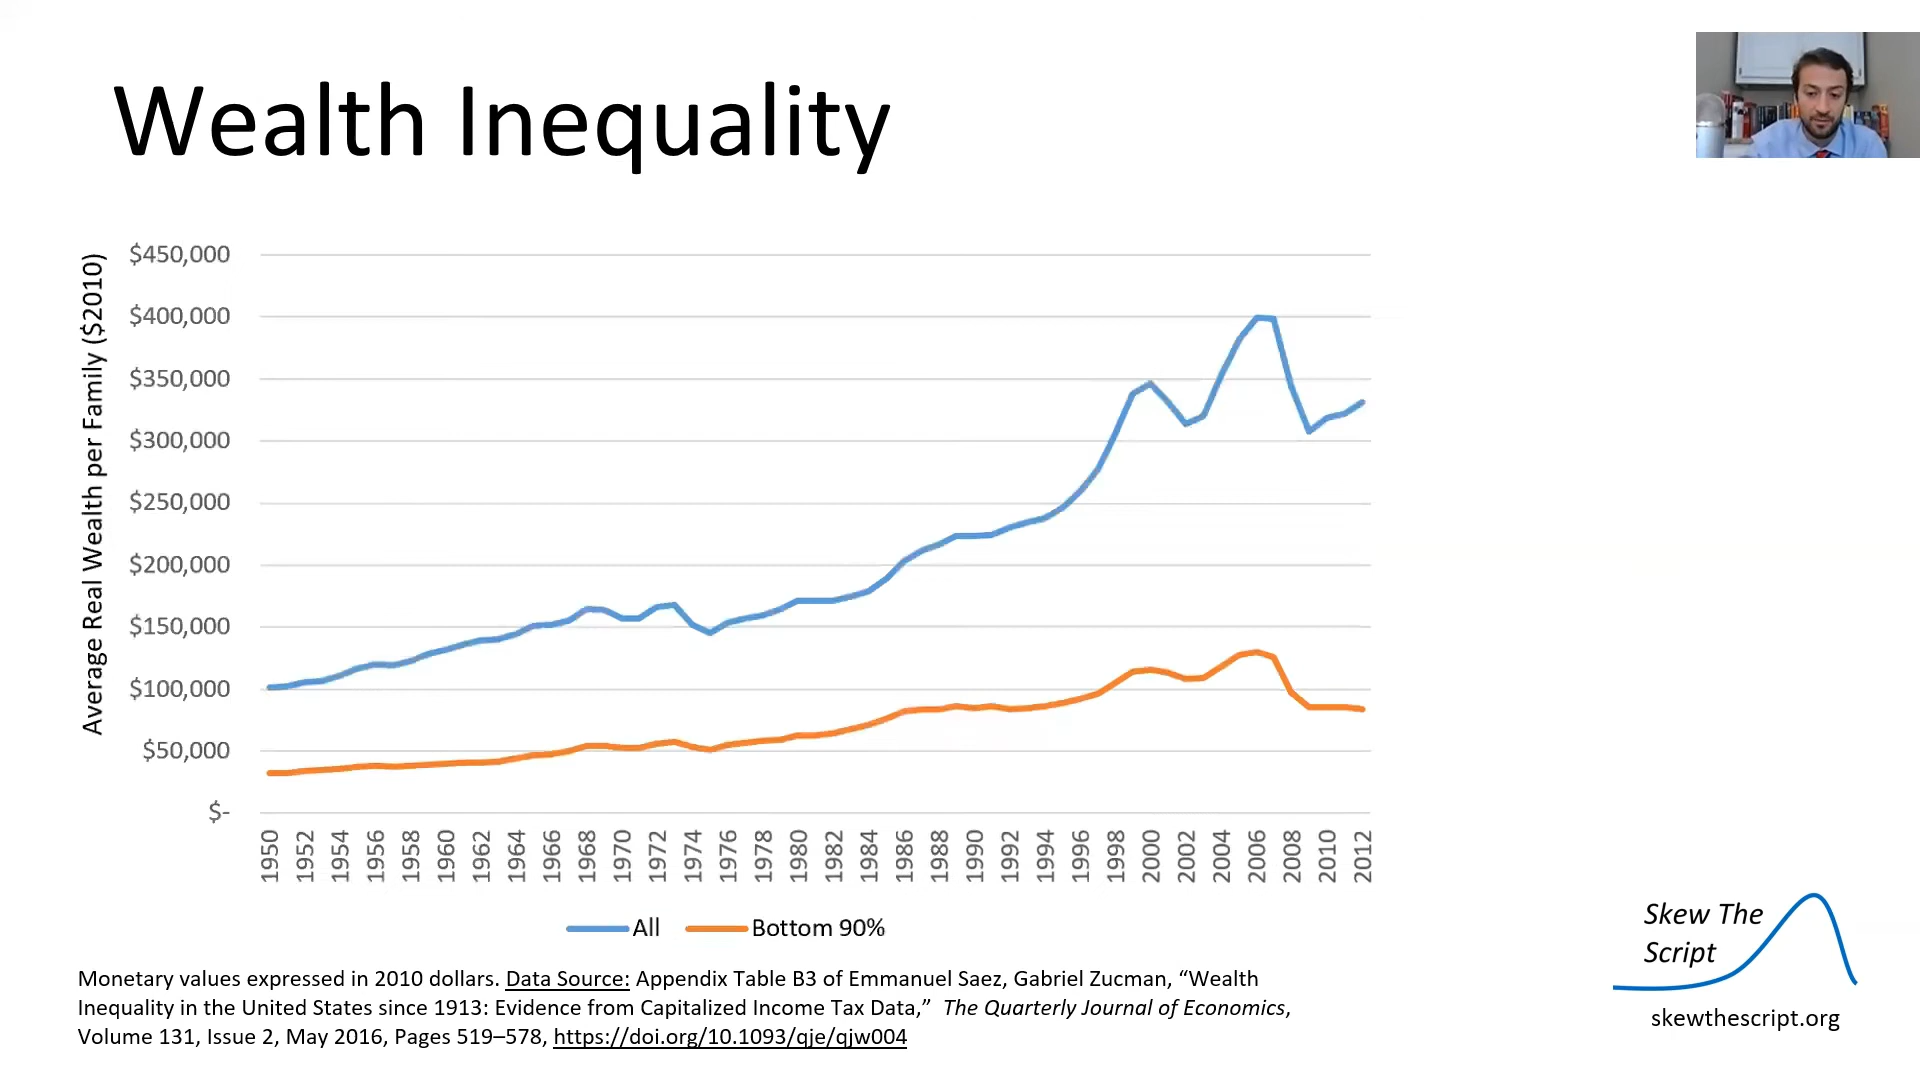 Wealth Inequality
Average Real Wealth per Family ($2010)
$450,000
$400,000
$350,000
$300,000
$250,000
$200,000
$150,000
$100,000
$50,000
$-
1950 1952 1954 1956 1958 1960 1962 1964 1966 1968 1970 1972 1974 1976 1978 1980 1982 1984 1986 1988 1990 1992 1994 1996 1998 2000 2002 2004 2006 2008 2010 2012
All Bottom 90%
Monetary values expressed in 2010 dollars. Data Source: Appendix Table B3 of Emmanuel Saez, Gabriel Zucman, “Wealth
Inequality in the United States since 1913: Evidence from Capitalized Income Tax Data,” The Quarterly Journal of Economics,
Volume 131, Issue 2, May 2016, Pages 519–578, https://doi.org/10.1093/qje/qjw004
Skew The
Script
skewthescript.org